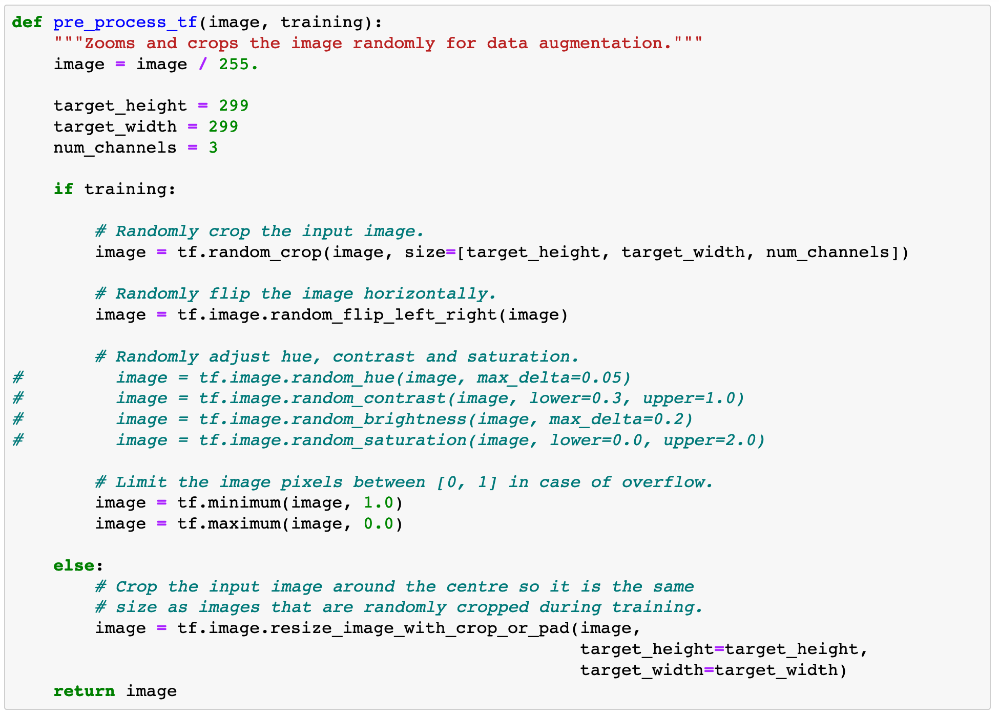 def pre_process_tf(image, training):
    """Zooms and crops the image randomly for data augmentation."""
    image = image / 255.

    target_height = 299
    target_width = 299
    num_channels = 3

    if training:

        # Randomly crop the input image.
        image = tf.random_crop(image, size=[target_height, target_width, num_channels])

        # Randomly flip the image horizontally.
        image = tf.image.random_flip_left_right(image)

        # Randomly adjust hue, contrast and saturation.
#         image = tf.image.random_hue(image, max_delta=0.05)
#         image = tf.image.random_contrast(image, lower=0.3, upper=1.0)
#         image = tf.image.random_brightness(image, max_delta=0.2)
#         image = tf.image.random_saturation(image, lower=0.0, upper=2.0)

        # Limit the image pixels between [0, 1] in case of overflow.
        image = tf.minimum(image, 1.0)
        image = tf.maximum(image, 0.0)

    else:
        # Crop the input image around the centre so it is the same
        # size as images that are randomly cropped during training.
        image = tf.image.resize_image_with_crop_or_pad(image,
                                                       target_height=target_height,
                                                       target_width=target_width)
    return image